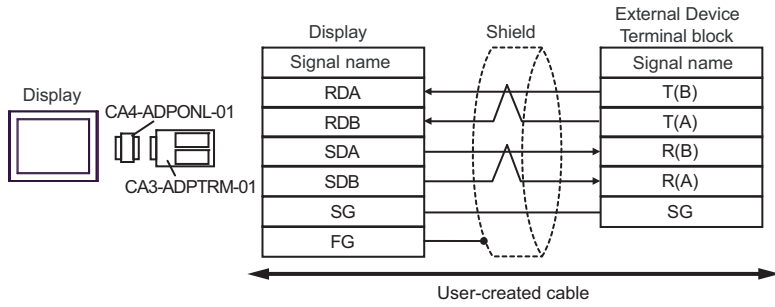 Display
CA4-ADPONL-01
CA3-ADPTRM-01
Display
Shield
External Device
Terminal block
Signal name
Signal name
RDA
T(B)
RDB
T(A)
SDA
R(B)
SDB
R(A)
SG
SG
FG
User-created cable